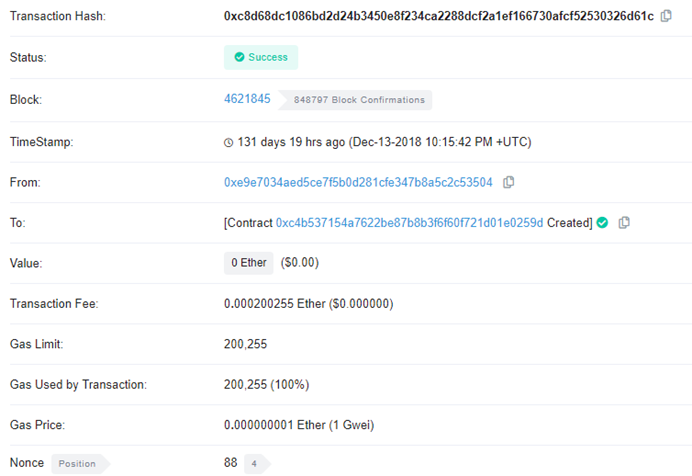 Transaction Hash: 0xc8d68dc1086bd2d24b3450e8f234ca2288dcf2a1ef166730afcf52530326d61c
Status: Success
Block: 4621845 848797 Block Confirmations
TimeStamp: 131 days 19 hrs ago (Dec-13-2018 10:15:42 PM +UTC)
From: 0xe9e7034aed5ce7f5b0d281cfe347b8a5c2c53504
To: [Contract 0xc4b537154a7622be87b8b3f6f60f721d01e0259d Created]
Value: 0 Ether ($0.00)
Transaction Fee: 0.000200255 Ether ($0.000000)
Gas Limit: 200,255
Gas Used by Transaction: 200,255 (100%)
Gas Price: 0.000000001 Ether (1 Gwei)
Nonce Position 88 4